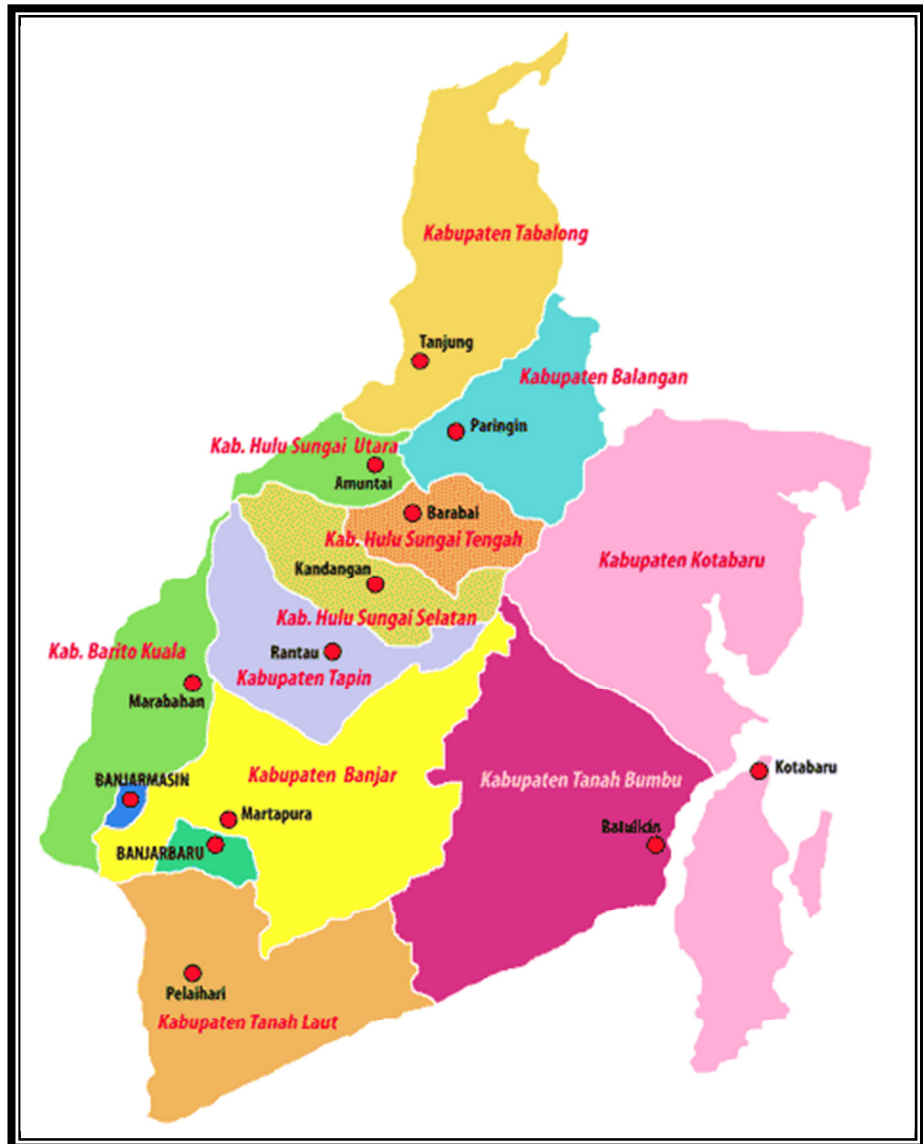 Kabupaten Tabalong
Tanjung
Kabupaten Balangan
Paringin
Kab. Hulu Sungai Utara
Amuntai
Barabai
Kab. Hulu Sungai Tengah
Kabupaten Kotabaru
Kandangan
Kab. Hulu Sungai Selatan
Kab. Barito Kuala
Rantau
Kabupaten Tapin
Marabahan
BANJARMASIN
Kabupaten Banjar
Kabupaten Tanah Bumbu
Kotabaru
Martapura
BANJARBARU
Pelaihari
Kabupaten Tanah Laut